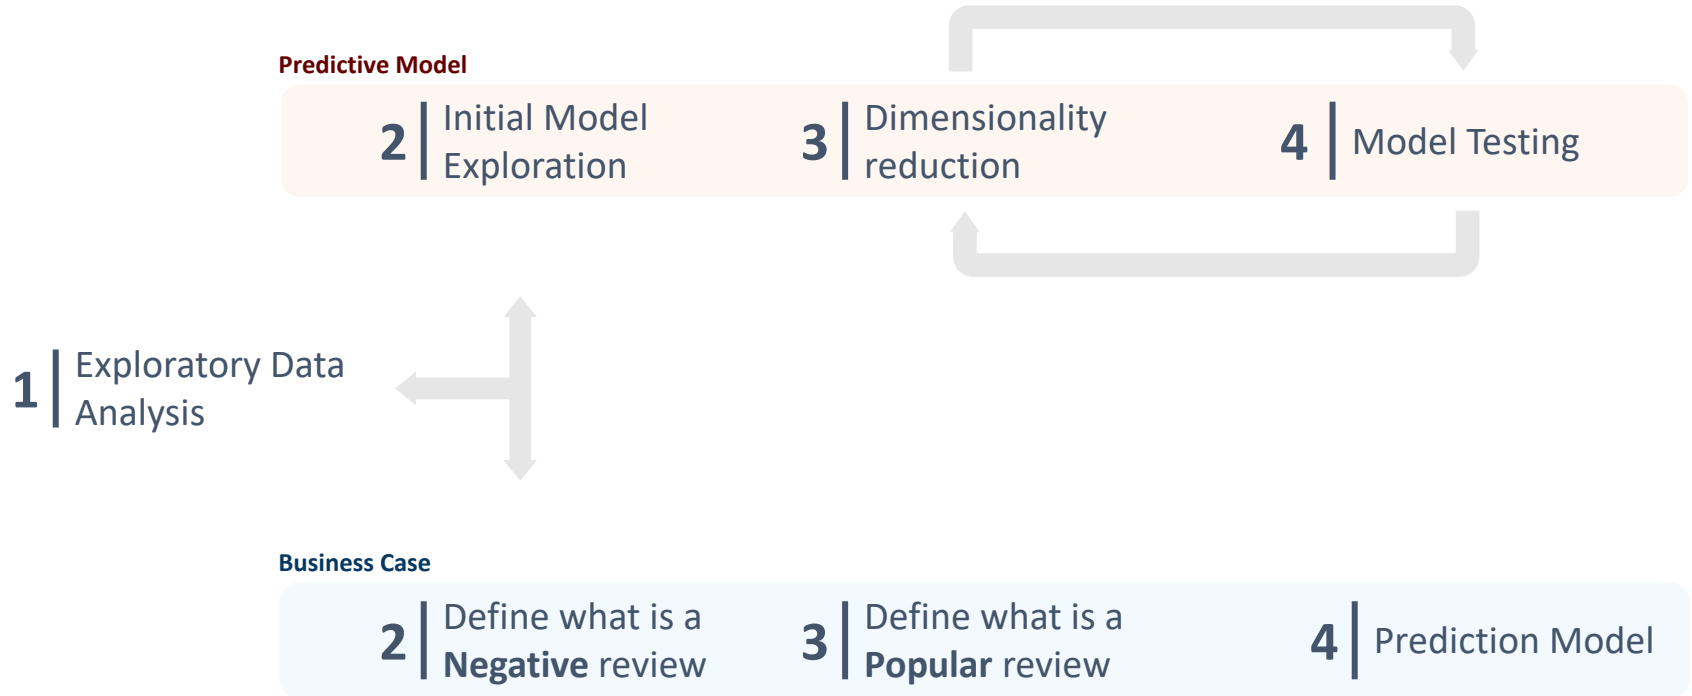 Predictive Model
2
Initial Model
Exploration
3
Dimensionality
reduction
4
Model Testing
1
Exploratory Data
Analysis
Business Case
2
Define what is a
Negative review
3
Define what is a
Popular review
4
Prediction Model